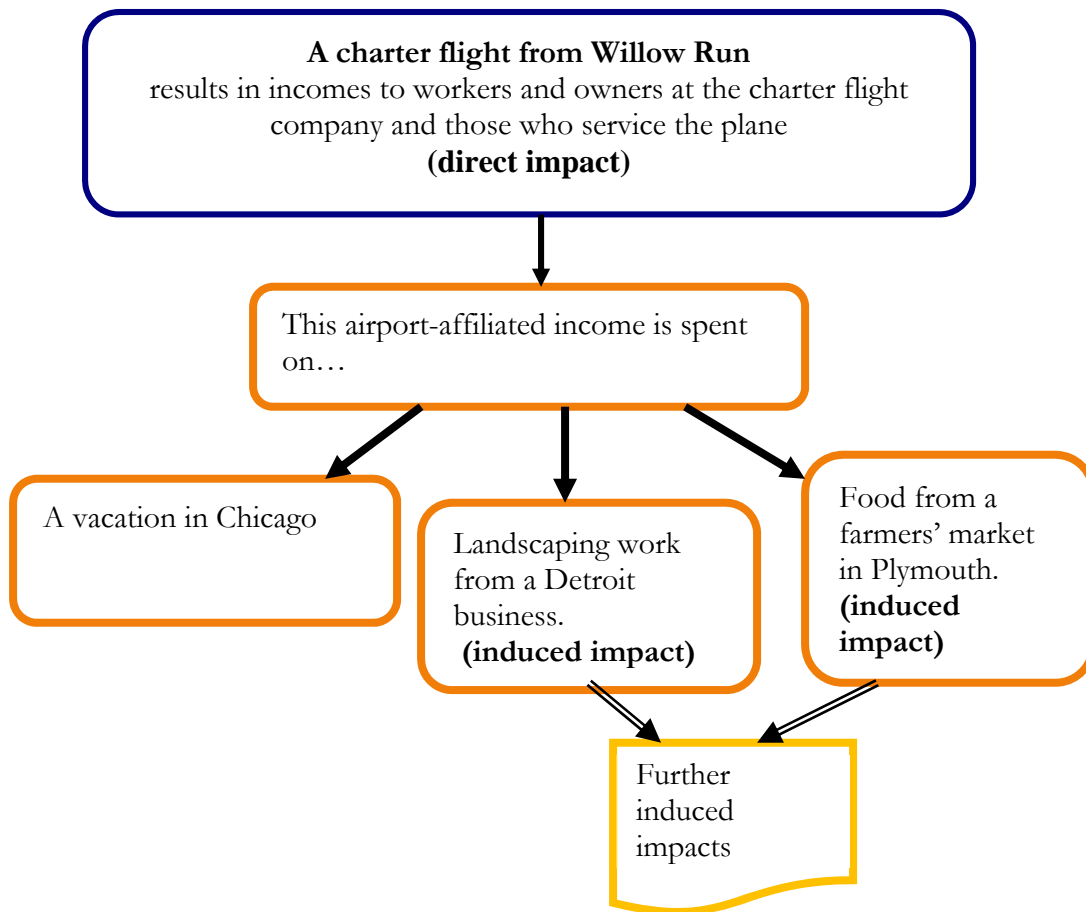 A charter flight from Willow Run
results in incomes to workers and owners at the charter flight
company and those who service the plane
(direct impact)
This airport-affiliated income is spent
on…
A vacation in Chicago
Landscaping work
from a Detroit
business.
(induced impact)
Food from a
farmers’ market
in Plymouth.
(induced
impact)
Further
induced
impacts